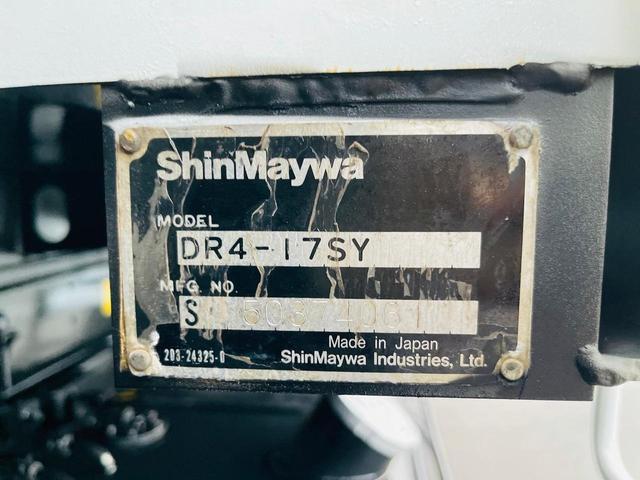 ShinMaywa
MODEL
DR4-17SY
MFG. NO.
S
Made in Japan
203-24325-0
ShinMaywa Industries, Ltd.